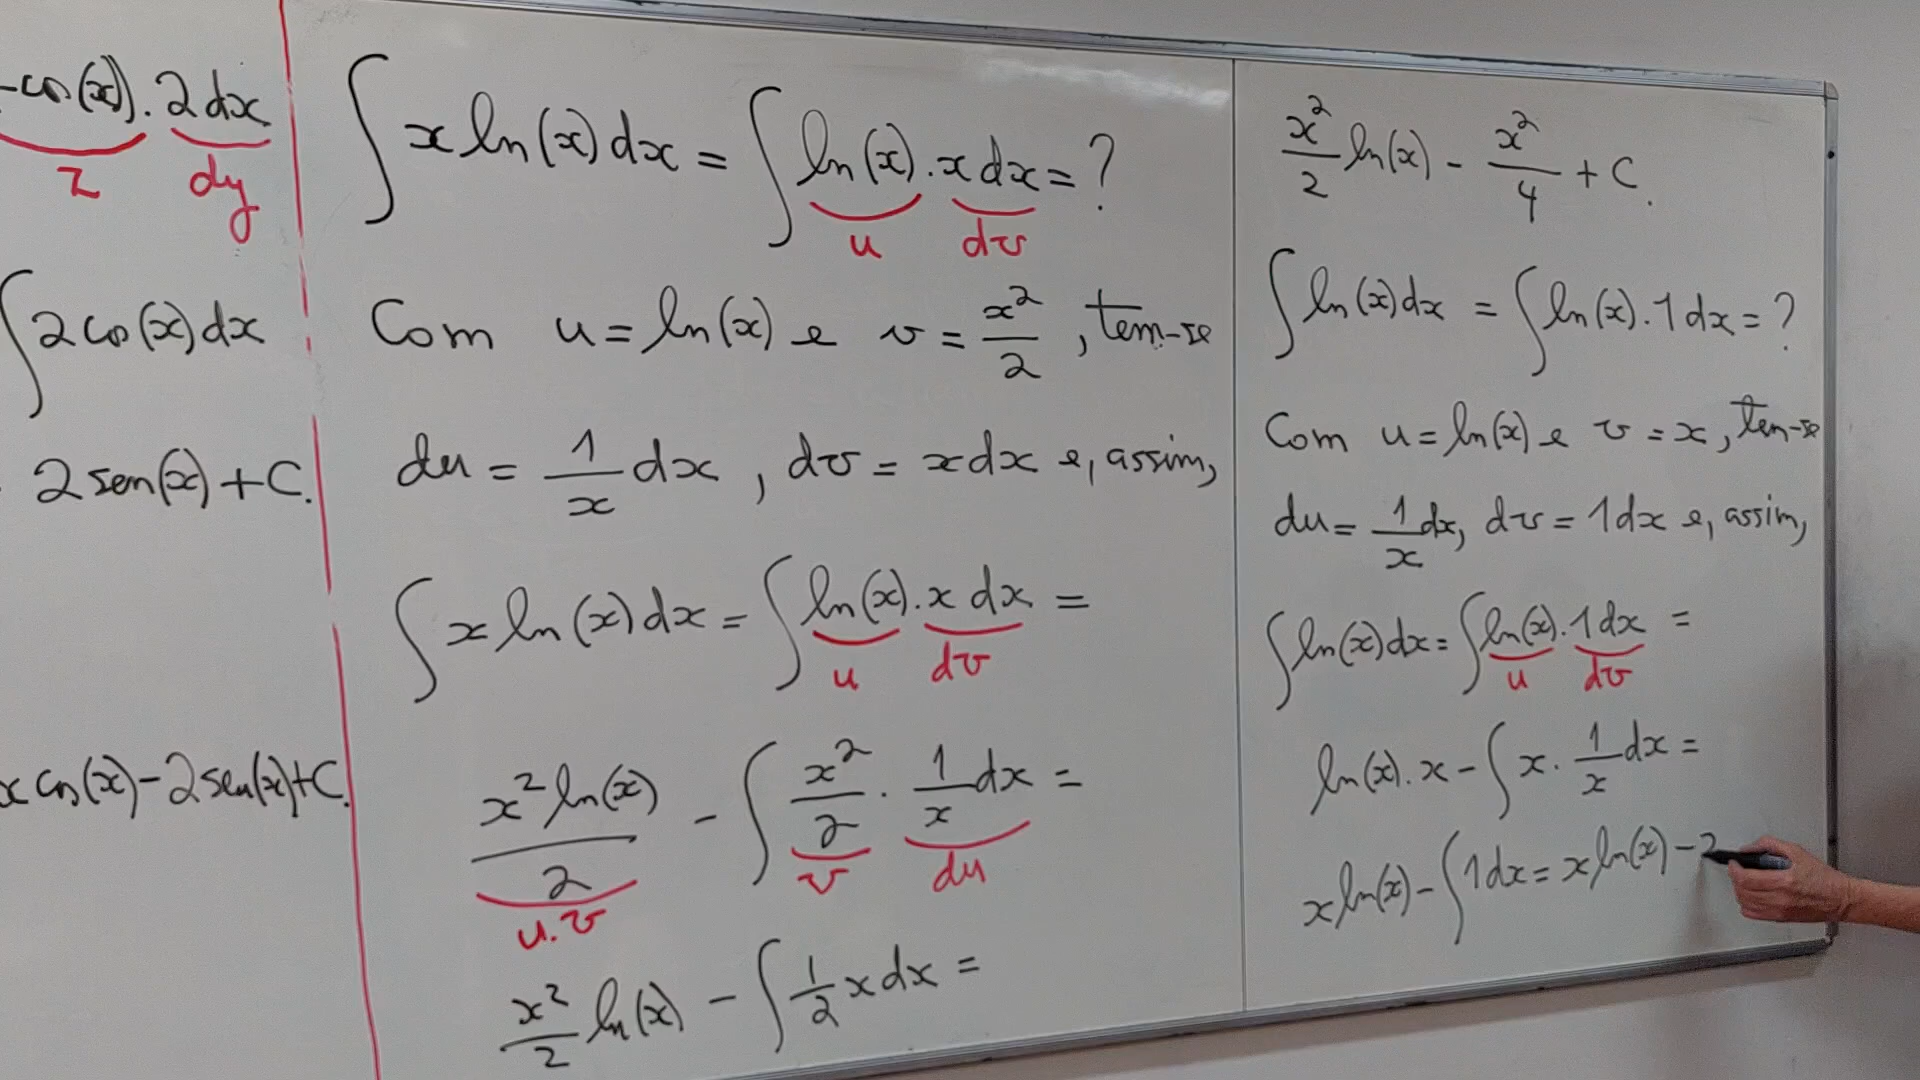 -cos(x)). 2dx
z dy
∫2cos(x)dx
2sen(x)+C.
x cos(x)-2sen(x)+C.
∫x ln(x)dx = ∫ln(x).x dx = ?
u dv
Com u = ln(x) e v = x²/2, tem-se
du = 1/x dx, dv = xdx e, assim,
∫x ln(x)dx = ∫ln(x).x dx =
u dv
x² ln(x)/2 - ∫x²/2 · 1/x dx =
u.v v du
x²/2 ln(x) - ∫1/2 x dx =
x²/2 ln(x) - x²/4 + C.
∫ln(x)dx = ∫ln(x).1dx = ?
Com u = ln(x) e v = x, tem-se
du = 1/x dx, dv = 1dx e, assim,
∫ln(x)dx = ∫ln(x).1dx =
u dv
ln(x).x - ∫x · 1/x dx =
x ln(x) - ∫1dx = x ln(x) -